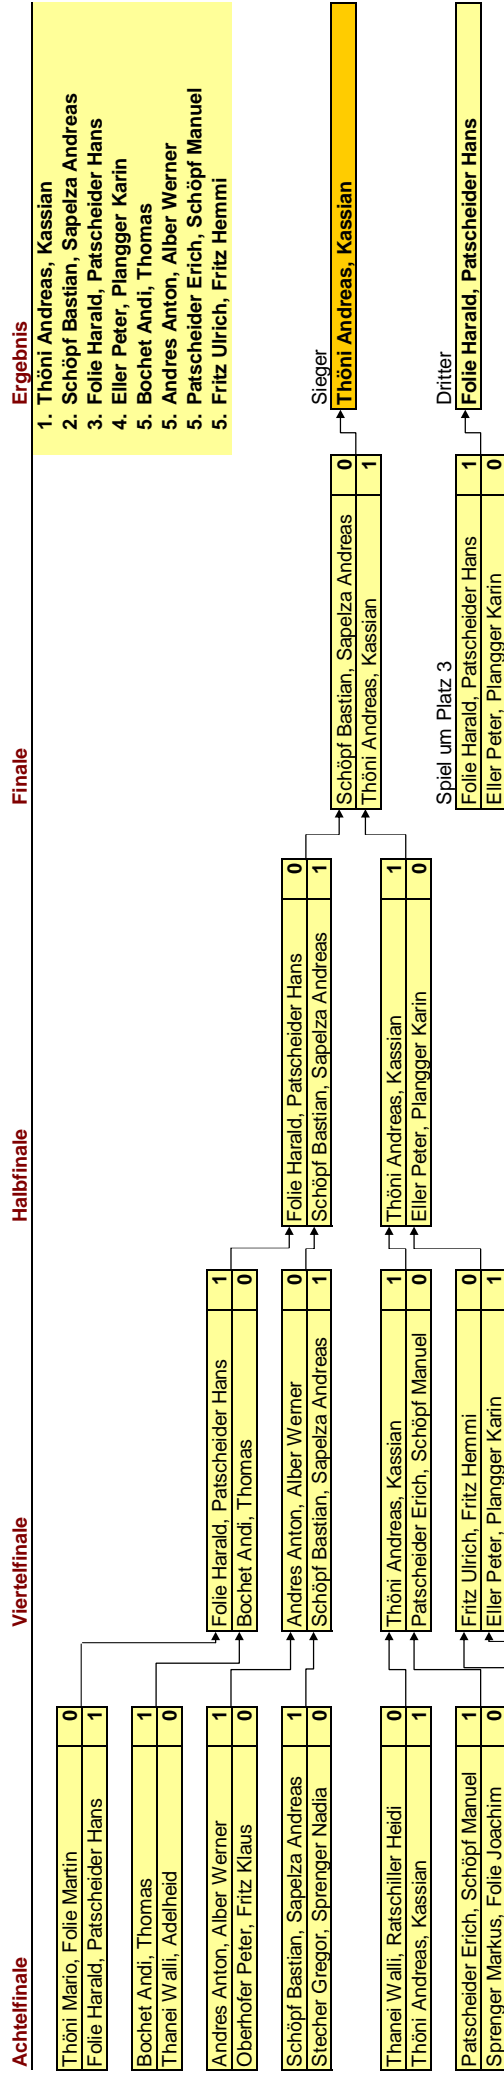 Achtelfinale
Viertelfinale
Halbfinale
Finale
Ergebnis
Thöni Mario, Folie Martin 0
Folie Harald, Patscheider Hans 1
Bochet Andi, Thomas 1
Thanei Walli, Adelheid 0
Andres Anton, Alber Werner 1
Oberhofer Peter, Fritz Klaus 0
Schöpf Bastian, Sapelza Andreas 1
Stecher Gregor, Sprenger Nadia 0
Thanei Walli, Ratschiller Heidi 0
Thöni Andreas, Kassian 1
Patscheider Erich, Schöpf Manuel 1
Sprenger Markus, Folie Joachim 0
Folie Harald, Patscheider Hans 1
Bochet Andi, Thomas 0
Andres Anton, Alber Werner 0
Schöpf Bastian, Sapelza Andreas 1
Thöni Andreas, Kassian 1
Patscheider Erich, Schöpf Manuel 0
Fritz Ulrich, Fritz Hemmi 0
Eller Peter, Plangger Karin 1
Folie Harald, Patscheider Hans 0
Schöpf Bastian, Sapelza Andreas 1
Thöni Andreas, Kassian 1
Eller Peter, Plangger Karin 0
Schöpf Bastian, Sapelza Andreas 0
Thöni Andreas, Kassian 1
Spiel um Platz 3
Folie Harald, Patscheider Hans 1
Eller Peter, Plangger Karin 0
1. Thöni Andreas, Kassian
2. Schöpf Bastian, Sapelza Andreas
3. Folie Harald, Patscheider Hans
4. Eller Peter, Plangger Karin
5. Bochet Andi, Thomas
5. Andres Anton, Alber Werner
5. Patscheider Erich, Schöpf Manuel
5. Fritz Ulrich, Fritz Hemmi
Sieger
Thöni Andreas, Kassian
Dritter
Folie Harald, Patscheider Hans